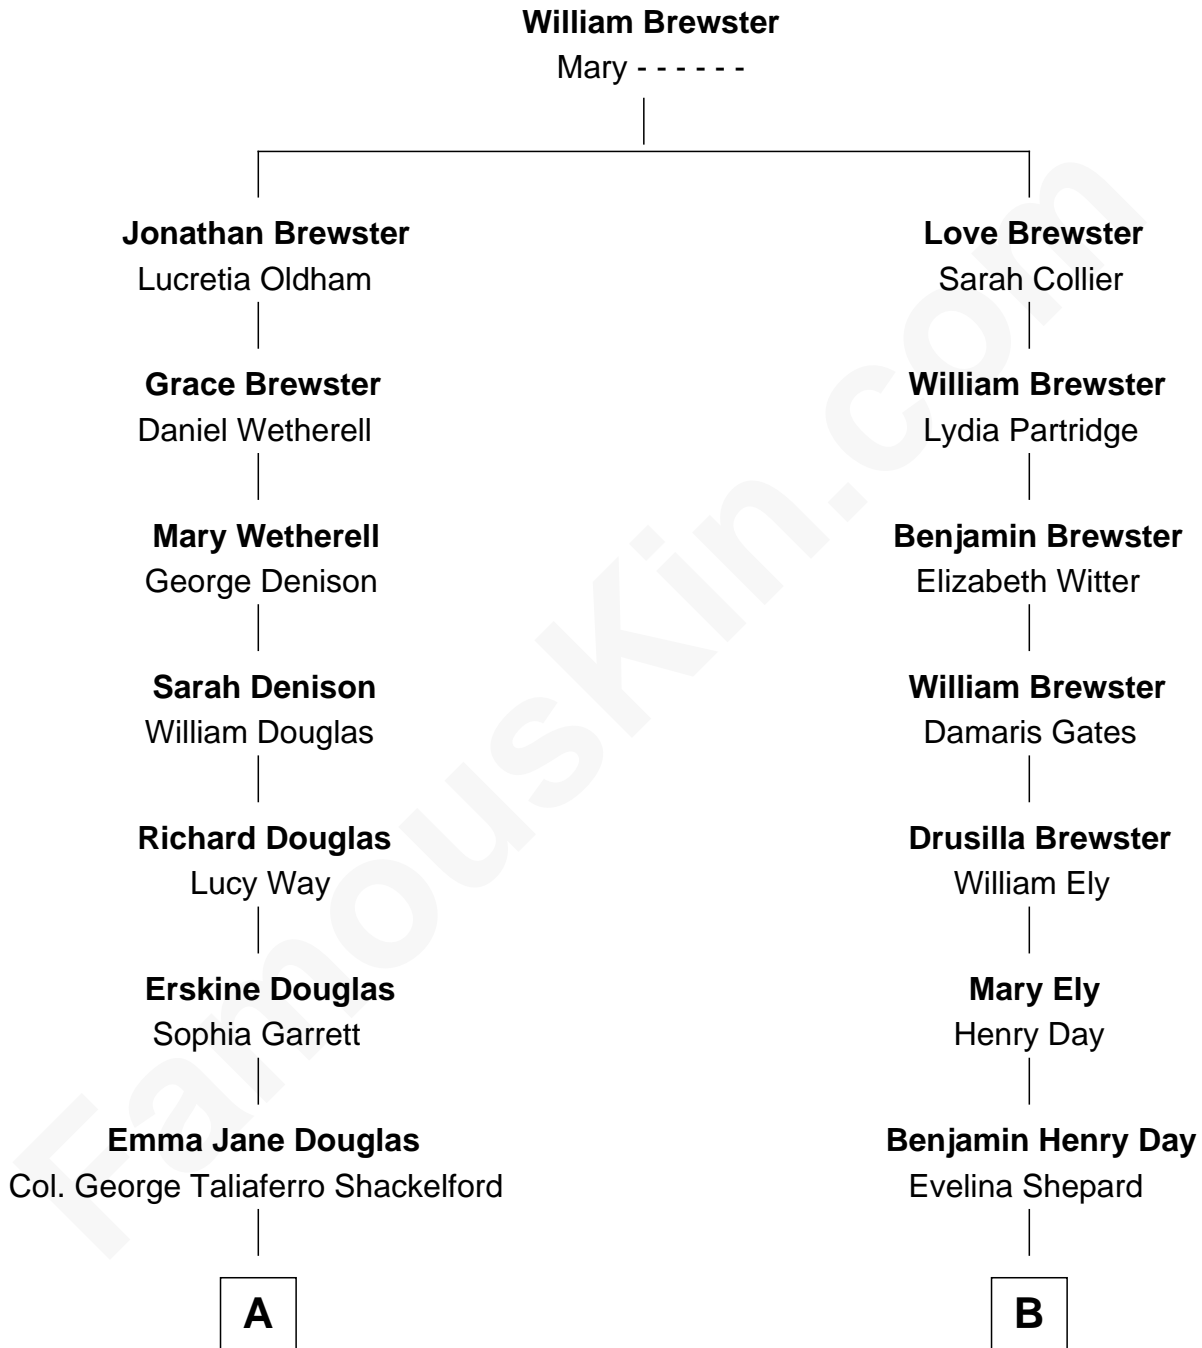 William Brewster
Mary - - - - - -
Jonathan Brewster
Lucretia Oldham
Love Brewster
Sarah Collier
Grace Brewster
Daniel Wetherell
William Brewster
Lydia Partridge
Mary Wetherell
George Denison
Benjamin Brewster
Elizabeth Witter
Sarah Denison
William Douglas
William Brewster
Damaris Gates
Richard Douglas
Lucy Way
Drusilla Brewster
William Ely
Erskine Douglas
Sophia Garrett
Mary Ely
Henry Day
Emma Jane Douglas
Col. George Taliaferro Shackelford
Benjamin Henry Day
Evelina Shepard
A
B
FamousKin.com